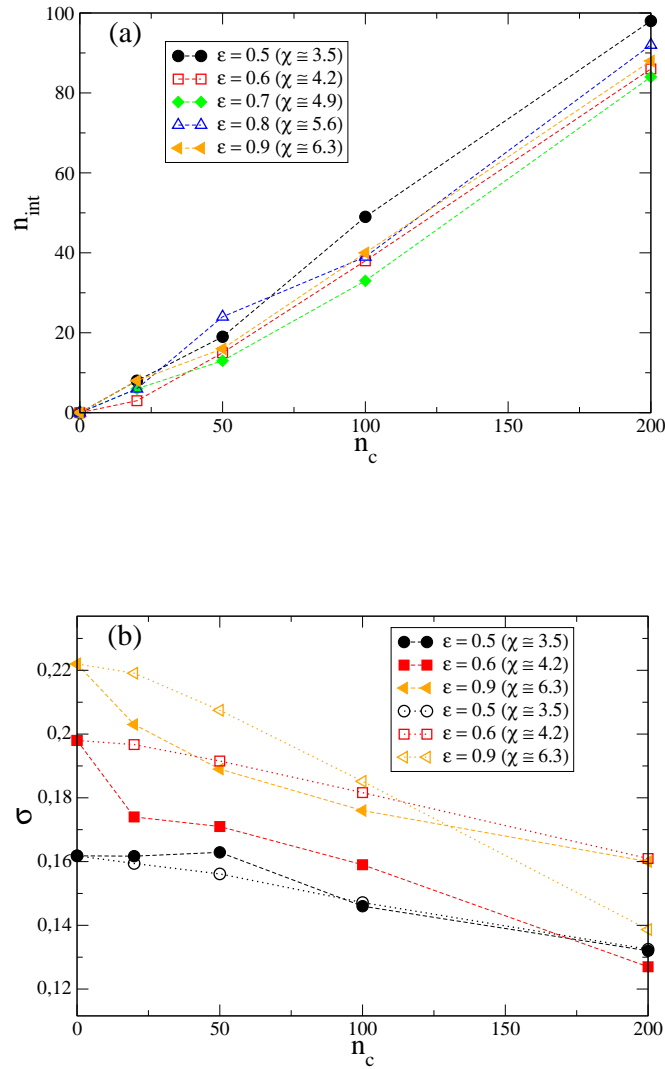 (a)
100
80
60
40
20
0
n_int
ε = 0.5 (χ ≅ 3.5)
ε = 0.6 (χ ≅ 4.2)
ε = 0.7 (χ ≅ 4.9)
ε = 0.8 (χ ≅ 5.6)
ε = 0.9 (χ ≅ 6.3)
0 50 100 150 200
n_c
(b)
0,22
0,2
0,18
0,16
0,14
0,12
σ
ε = 0.5 (χ ≅ 3.5)
ε = 0.6 (χ ≅ 4.2)
ε = 0.9 (χ ≅ 6.3)
ε = 0.5 (χ ≅ 3.5)
ε = 0.6 (χ ≅ 4.2)
ε = 0.9 (χ ≅ 6.3)
0 50 100 150 200
n_c